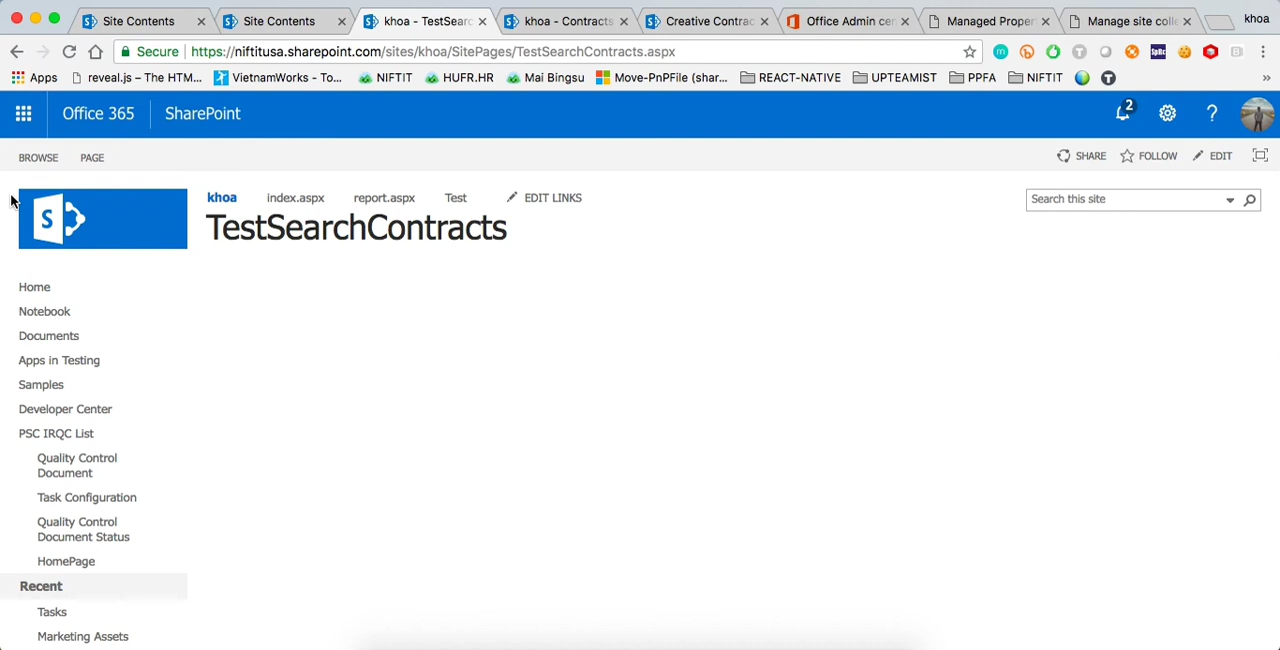 Site Contents
Site Contents
khoa - TestSearc
khoa - Contracts
Creative Contrac
Office Admin cen
Managed Proper
Manage site colle
khoa
Secure https://niftitusa.sharepoint.com/sites/khoa/SitePages/TestSearchContracts.aspx
Apps reveal.js – The HTM... VietnamWorks - To... NIFTIT HUFR.HR Mai Bingsu Move-PnPFile (shar... REACT-NATIVE UPTEAMIST PPFA NIFTIT »
Office 365 SharePoint 2 ?
BROWSE PAGE SHARE FOLLOW EDIT
S
khoa index.aspx report.aspx Test EDIT LINKS
Search this site
TestSearchContracts
Home
Notebook
Documents
Apps in Testing
Samples
Developer Center
PSC IRQC List
Quality Control
Document
Task Configuration
Quality Control
Document Status
HomePage
Recent
Tasks
Marketing Assets